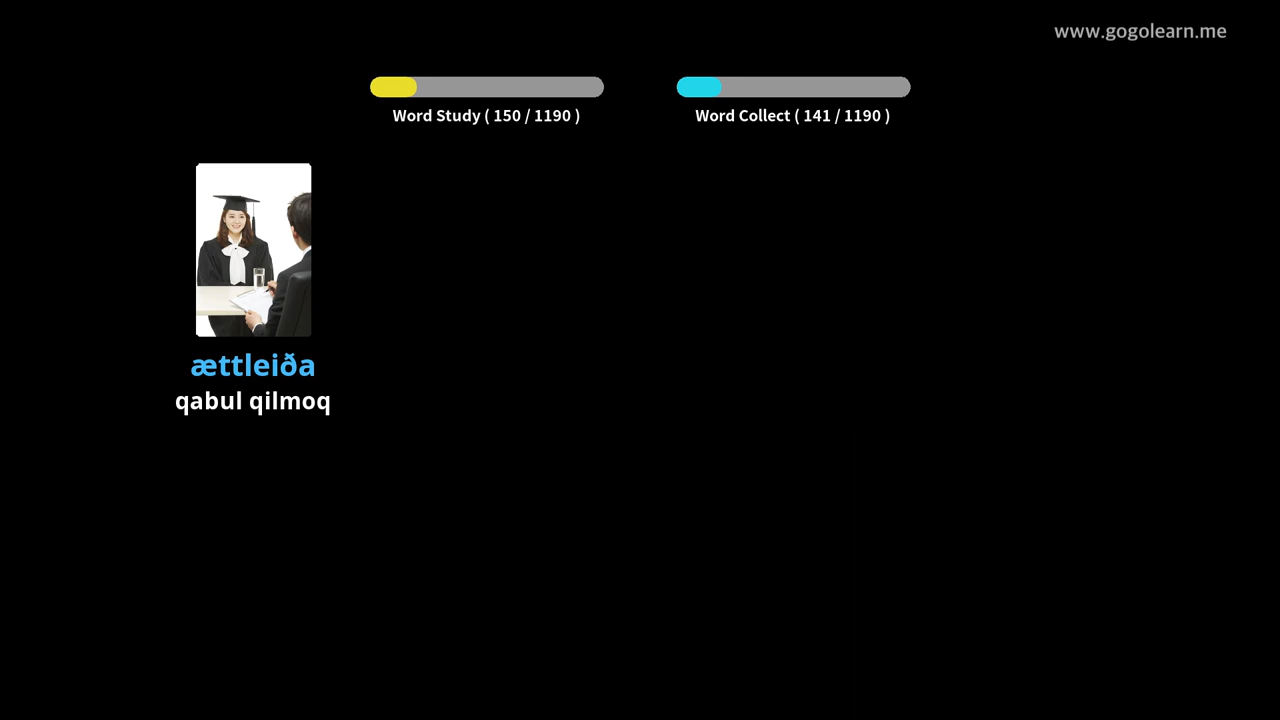 www.gogolearn.me
Word Study ( 150 / 1190 )
Word Collect ( 141 / 1190 )
ættleiða
qabul qilmoq